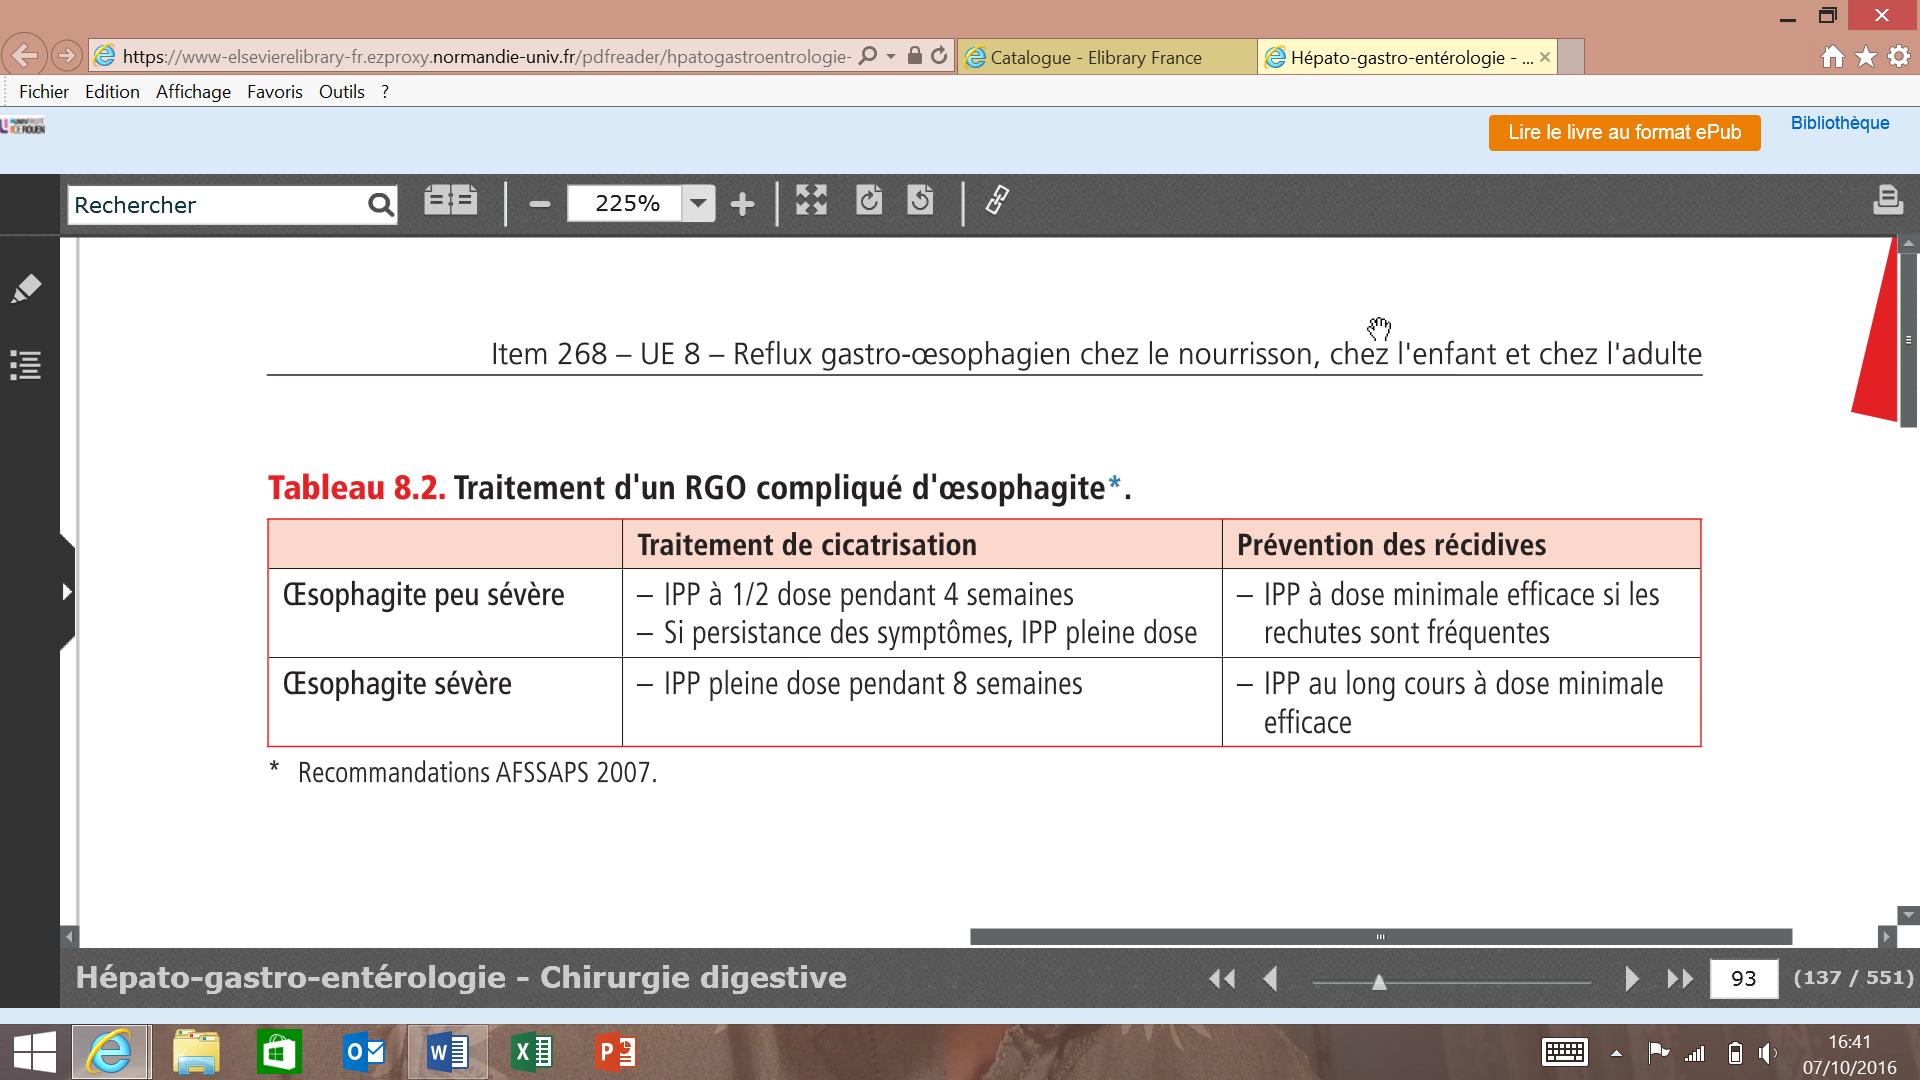 https://www-elsevierelibrary-fr.ezproxy.normandie-univ.fr/pdfreader/hpatogastroentrologie-
Catalogue - Elibrary France
Hépato-gastro-entérologie - ...
Fichier Edition Affichage Favoris Outils ?
UNIVERSITÉ DE ROUEN
Lire le livre au format ePub
Bibliothèque
Rechercher
225%
Item 268 – UE 8 – Reflux gastro-œsophagien chez le nourrisson, chez l'enfant et chez l'adulte
Tableau 8.2. Traitement d'un RGO compliqué d'œsophagite*.
Traitement de cicatrisation
Prévention des récidives
Œsophagite peu sévère
– IPP à 1/2 dose pendant 4 semaines
– Si persistance des symptômes, IPP pleine dose
– IPP à dose minimale efficace si les
rechutes sont fréquentes
Œsophagite sévère
– IPP pleine dose pendant 8 semaines
– IPP au long cours à dose minimale
efficace
* Recommandations AFSSAPS 2007.
Hépato-gastro-entérologie - Chirurgie digestive
93
(137 / 551)
16:41
07/10/2016